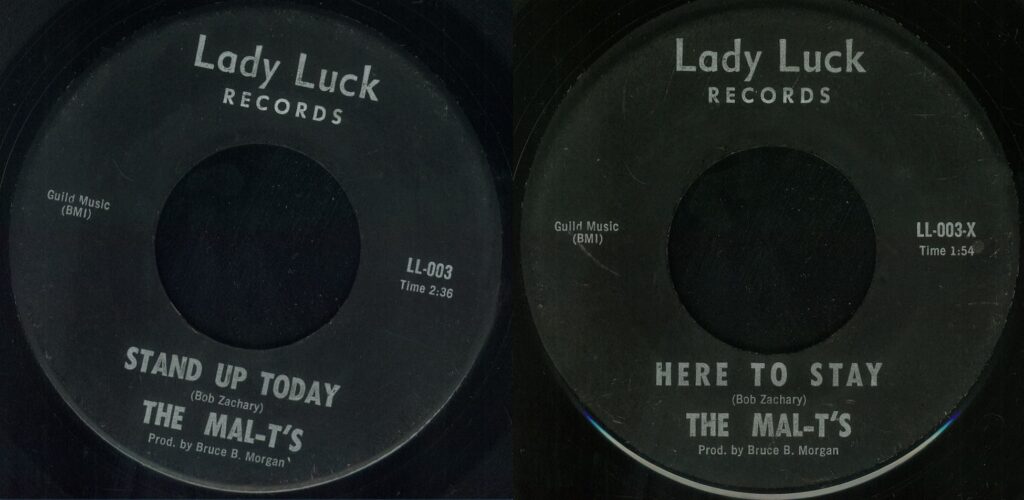 Lady Luck
RECORDS
Guild Music
(BMI)
LL-003
Time 2:36
STAND UP TODAY
(Bob Zachary)
THE MAL-T'S
Prod. by Bruce B. Morgan
Lady Luck
RECORDS
Guild Music
(BMI)
LL-003-X
Time 1:54
HERE TO STAY
(Bob Zachary)
THE MAL-T'S
Prod. by Bruce B. Morgan